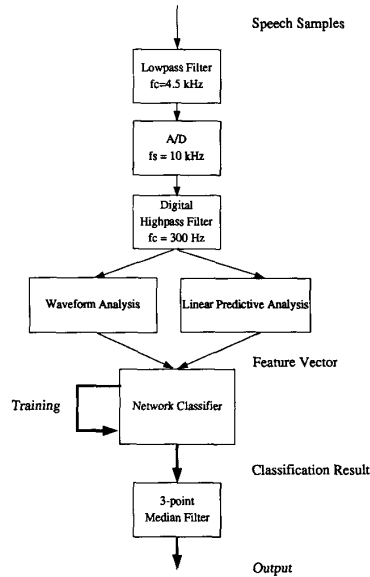 Speech Samples
Lowpass Filter
fc=4.5 kHz
A/D
fs = 10 kHz
Digital
Highpass Filter
fc = 300 Hz
Waveform Analysis
Linear Predictive Analysis
Feature Vector
Training
Network Classifier
Classification Result
3-point
Median Filter
Output